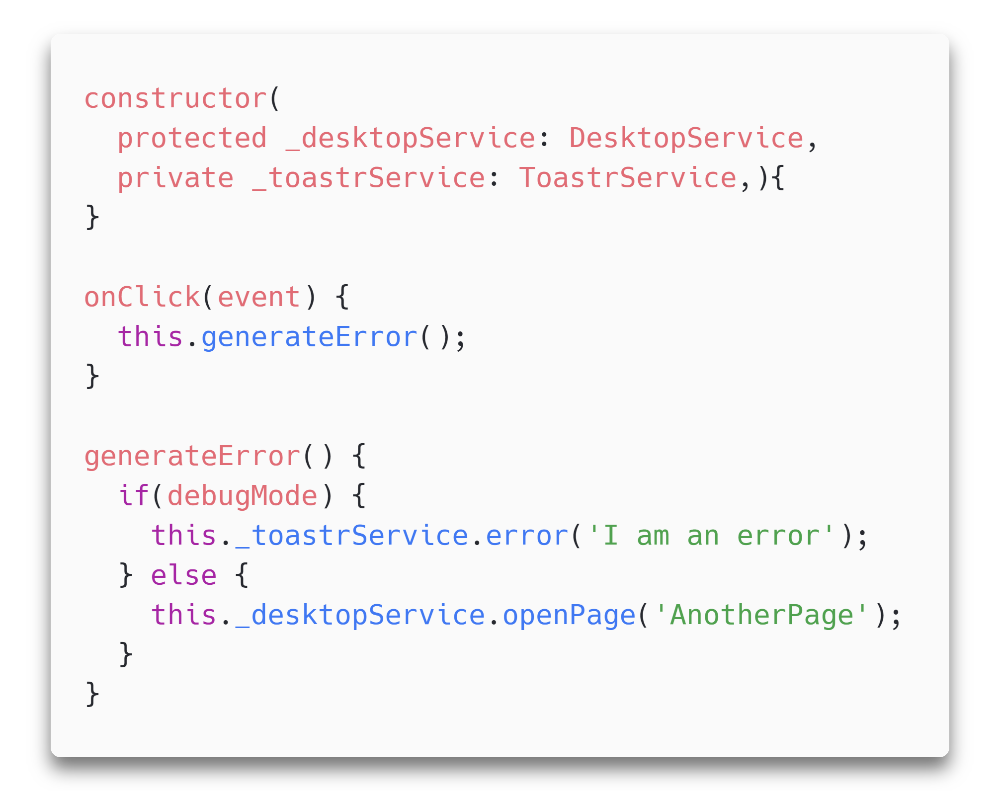 constructor(
  protected _desktopService: DesktopService,
  private _toastrService: ToastrService,){
}

onClick(event) {
  this.generateError();
}

generateError() {
  if(debugMode) {
    this._toastrService.error('I am an error');
  } else {
    this._desktopService.openPage('AnotherPage');
  }
}